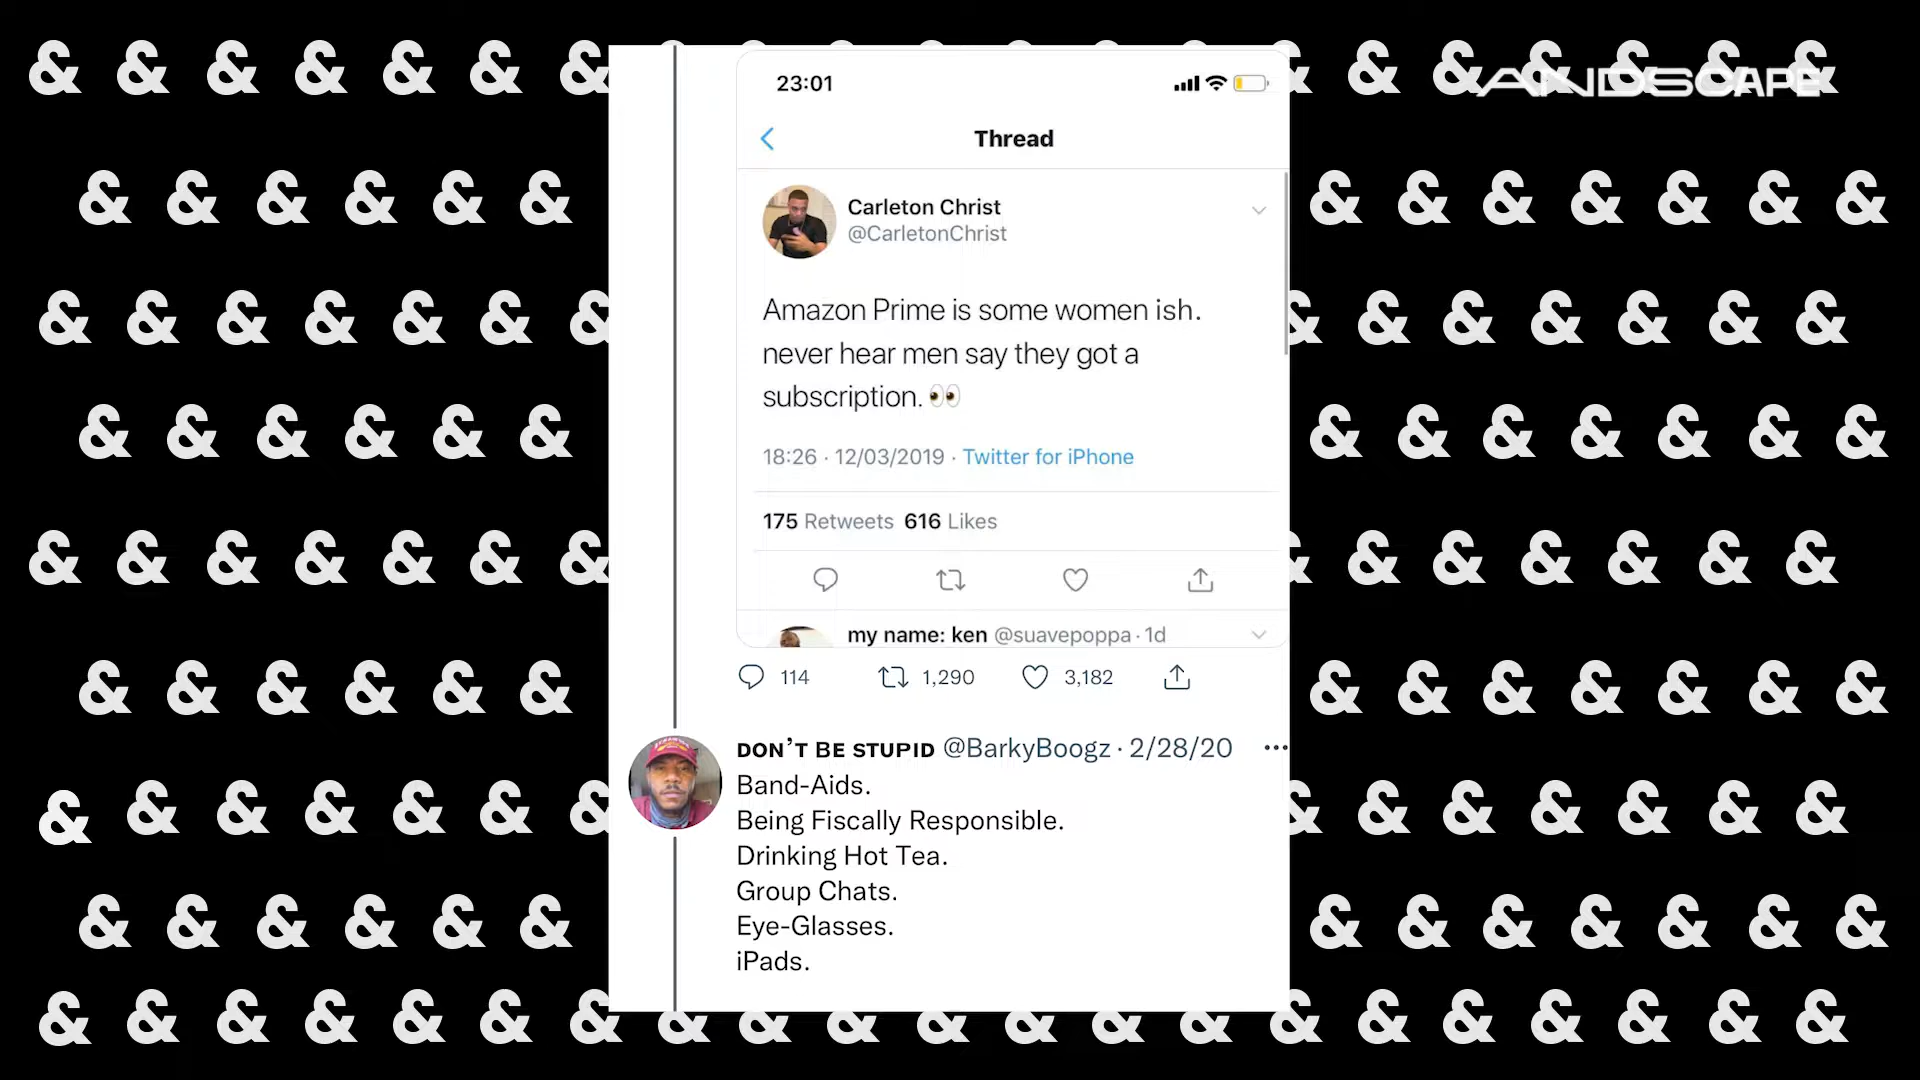 & & & & & & & & & & & & &
ANDSCAPE
23:01
Thread
Carleton Christ
@CarletonChrist
Amazon Prime is some women ish.
never hear men say they got a
subscription. 👀
18:26 · 12/03/2019 · Twitter for iPhone
175 Retweets 616 Likes
my name: ken @suavepoppa · 1d
114 1,290 3,182
DON’T BE STUPID @BarkyBoogz · 2/28/20 ...
Band-Aids.
Being Fiscally Responsible.
Drinking Hot Tea.
Group Chats.
Eye-Glasses.
iPads.